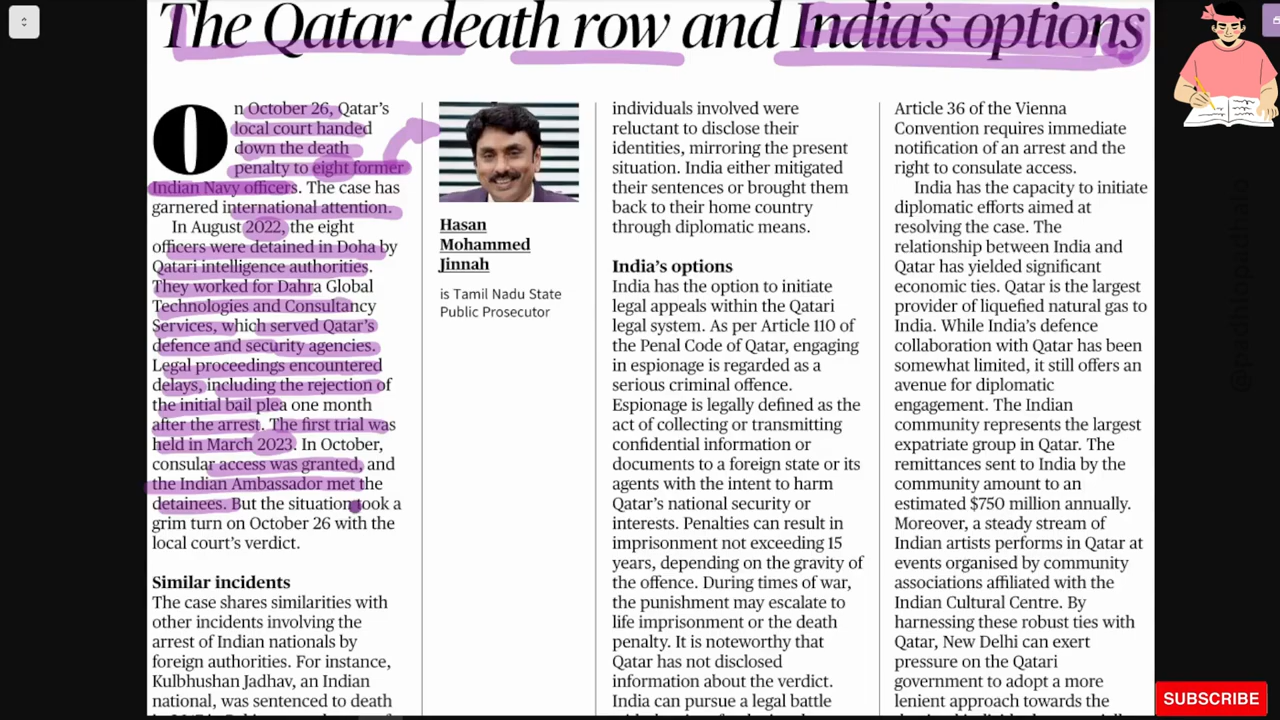 The Qatar death row and India's options
On October 26, Qatar's
local court handed
down the death
penalty to eight former
Indian Navy officers. The case has
garnered international attention.
In August 2022, the eight
officers were detained in Doha by
Qatari intelligence authorities.
They worked for Dahra Global
Technologies and Consultancy
Services, which served Qatar's
defence and security agencies.
Legal proceedings encountered
delays, including the rejection of
the initial bail plea one month
after the arrest. The first trial was
held in March 2023. In October,
consular access was granted, and
the Indian Ambassador met the
detainees. But the situation took a
grim turn on October 26 with the
local court's verdict.
Similar incidents
The case shares similarities with
other incidents involving the
arrest of Indian nationals by
foreign authorities. For instance,
Kulbhushan Jadhav, an Indian
national, was sentenced to death
Hasan
Mohammed
Jinnah
is Tamil Nadu State
Public Prosecutor
individuals involved were
reluctant to disclose their
identities, mirroring the present
situation. India either mitigated
their sentences or brought them
back to their home country
through diplomatic means.
India's options
India has the option to initiate
legal appeals within the Qatari
legal system. As per Article 110 of
the Penal Code of Qatar, engaging
in espionage is regarded as a
serious criminal offence.
Espionage is legally defined as the
act of collecting or transmitting
confidential information or
documents to a foreign state or its
agents with the intent to harm
Qatar's national security or
interests. Penalties can result in
imprisonment not exceeding 15
years, depending on the gravity of
the offence. During times of war,
the punishment may escalate to
life imprisonment or the death
penalty. It is noteworthy that
Qatar has not disclosed
information about the verdict.
India can pursue a legal battle
Article 36 of the Vienna
Convention requires immediate
notification of an arrest and the
right to consulate access.
India has the capacity to initiate
diplomatic efforts aimed at
resolving the case. The
relationship between India and
Qatar has yielded significant
economic ties. Qatar is the largest
provider of liquefied natural gas to
India. While India's defence
collaboration with Qatar has been
somewhat limited, it still offers an
avenue for diplomatic
engagement. The Indian
community represents the largest
expatriate group in Qatar. The
remittances sent to India by the
community amount to an
estimated $750 million annually.
Moreover, a steady stream of
Indian artists performs in Qatar at
events organised by community
associations affiliated with the
Indian Cultural Centre. By
harnessing these robust ties with
Qatar, New Delhi can exert
pressure on the Qatari
government to adopt a more
lenient approach towards the
@padhlopadhalo
SUBSCRIBE